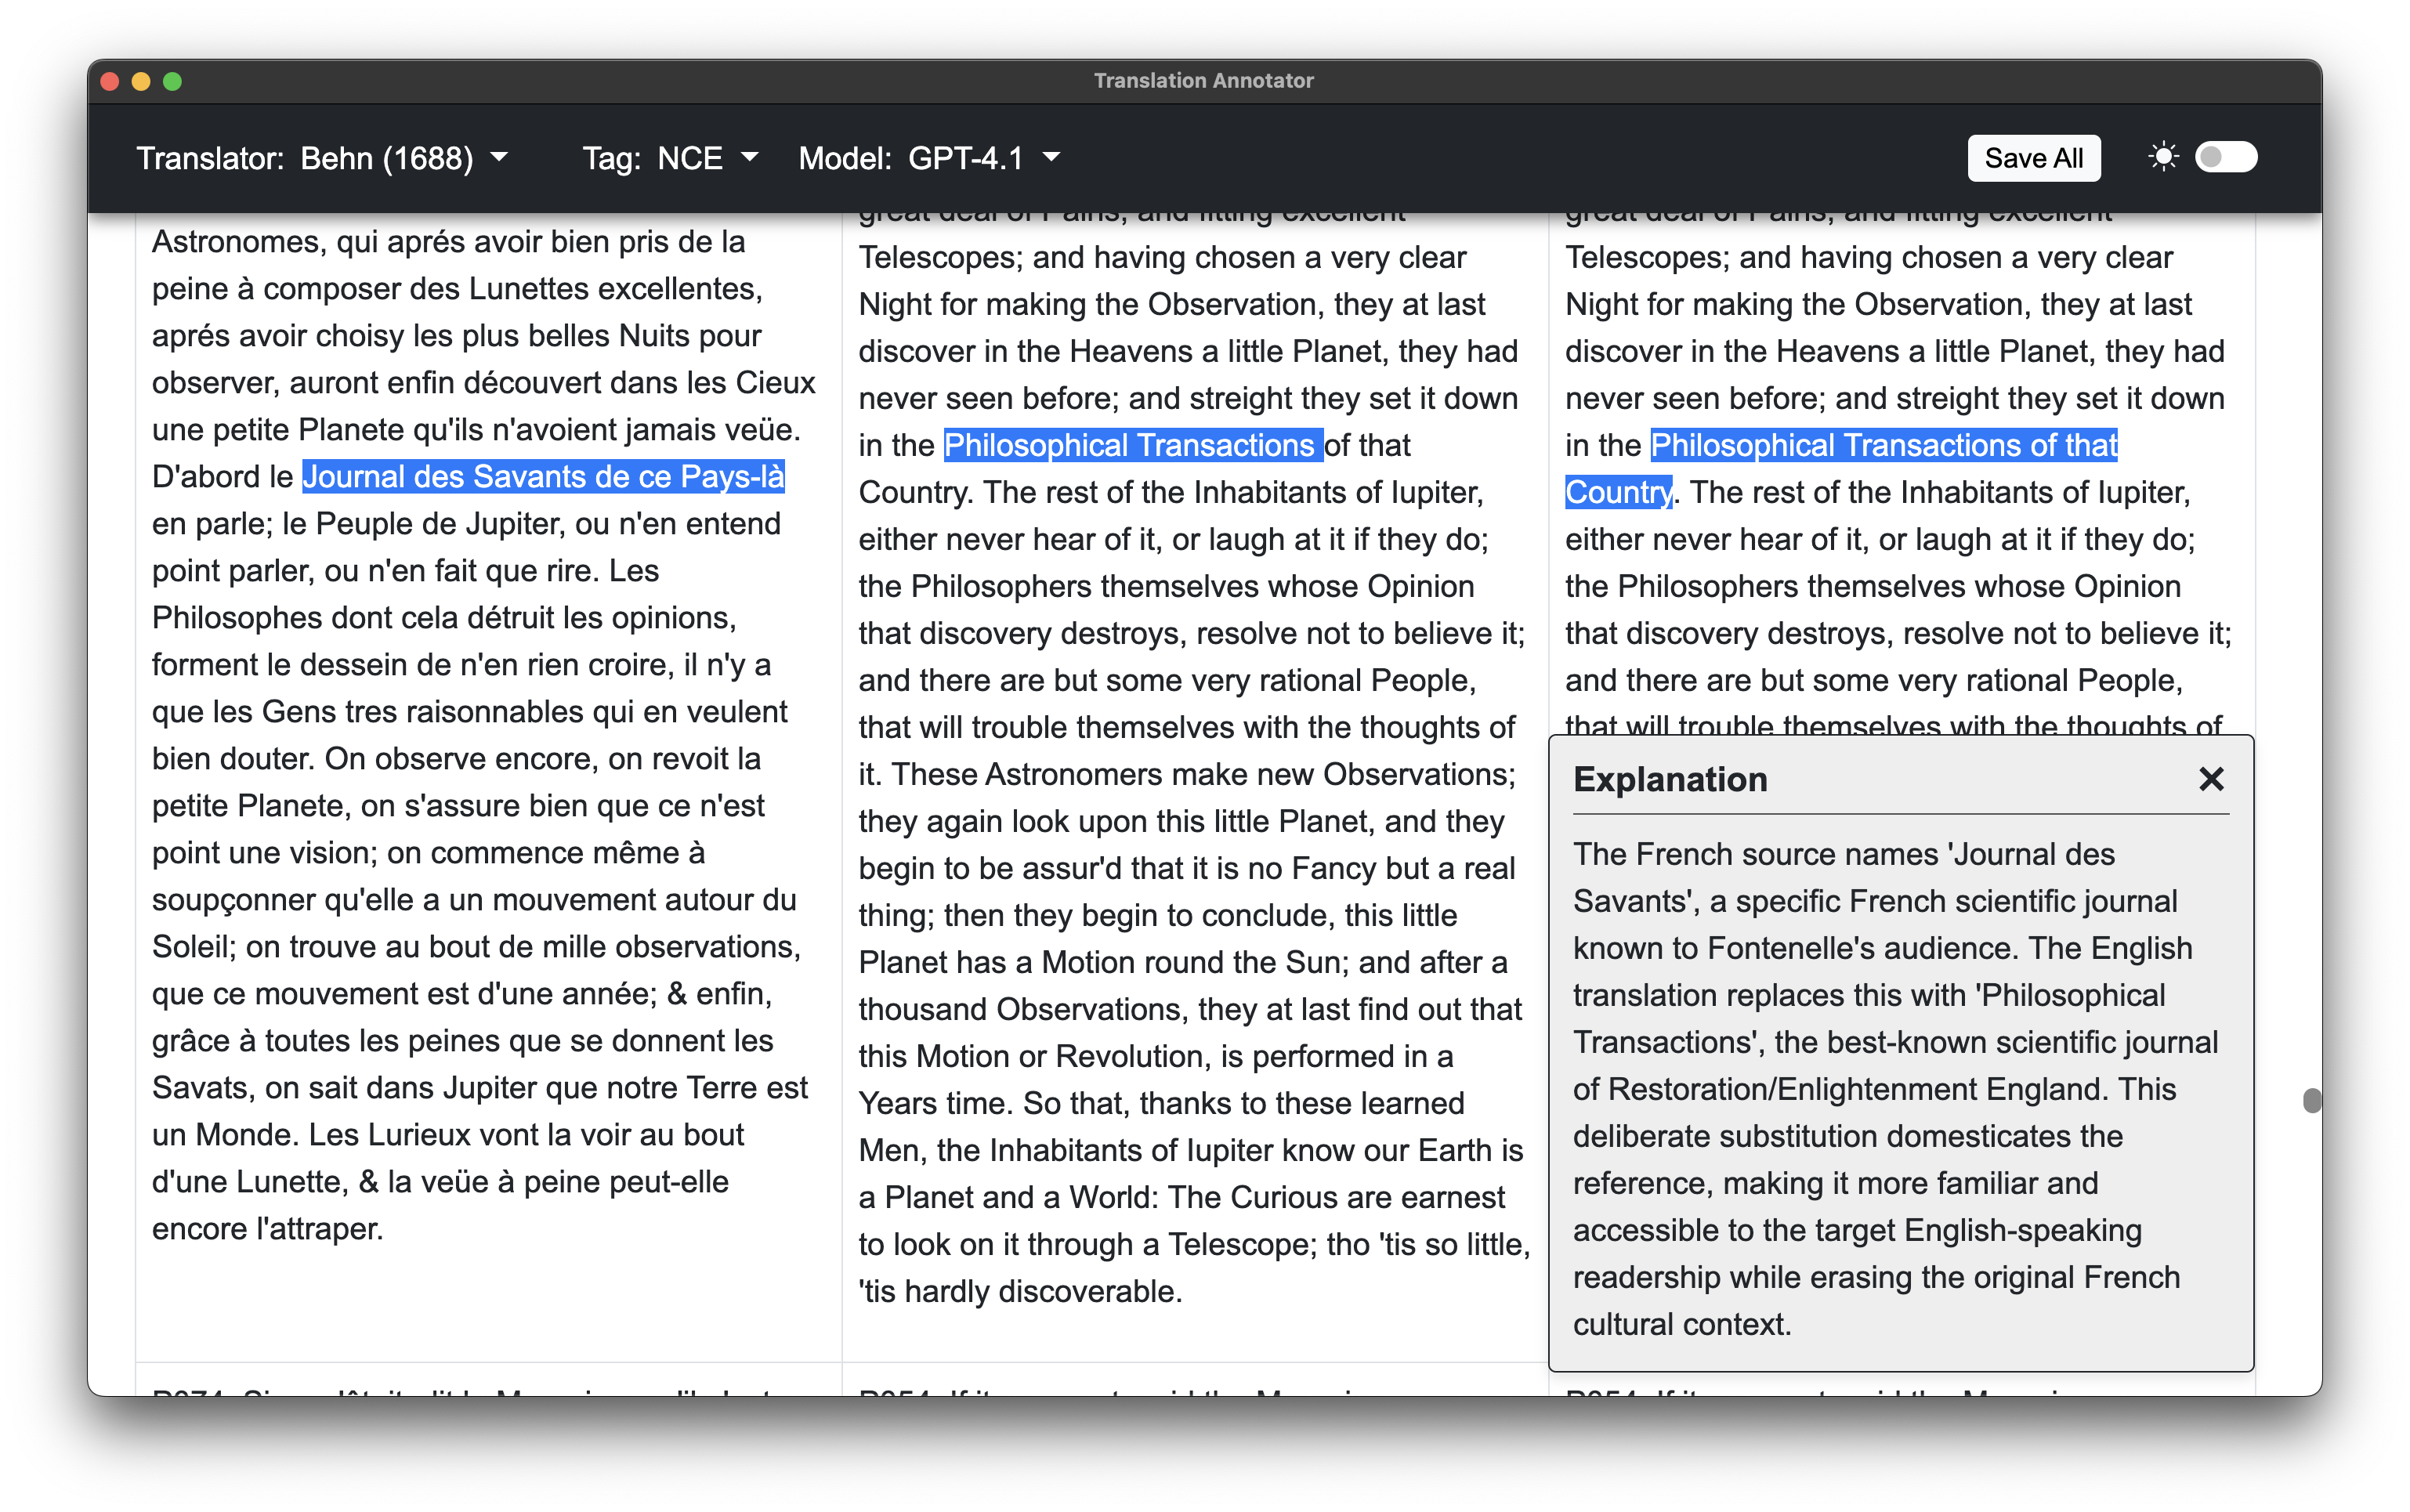 Translation Annotator
Translator: Behn (1688) Tag: NCE Model: GPT-4.1 Save All
Astronomes, qui aprés avoir bien pris de la
peine à composer des Lunettes excellentes,
aprés avoir choisy les plus belles Nuits pour
observer, auront enfin découvert dans les Cieux
une petite Planete qu'ils n'avoient jamais veüe.
D'abord le Journal des Savants de ce Pays-là
en parle; le Peuple de Jupiter, ou n'en entend
point parler, ou n'en fait que rire. Les
Philosophes dont cela détruit les opinions,
forment le dessein de n'en rien croire, il n'y a
que les Gens tres raisonnables qui en veulent
bien douter. On observe encore, on revoit la
petite Planete, on s'assure bien que ce n'est
point une vision; on commence même à
soupçonner qu'elle a un mouvement autour du
Soleil; on trouve au bout de mille observations,
que ce mouvement est d'une année; & enfin,
grâce à toutes les peines que se donnent les
Savats, on sait dans Jupiter que notre Terre est
un Monde. Les Lurieux vont la voir au bout
d'une Lunette, & la veüe à peine peut-elle
encore l'attraper.
great deal of Pains, and fitting excellent
Telescopes; and having chosen a very clear
Night for making the Observation, they at last
discover in the Heavens a little Planet, they had
never seen before; and streight they set it down
in the Philosophical Transactions of that
Country. The rest of the Inhabitants of Iupiter,
either never hear of it, or laugh at it if they do;
the Philosophers themselves whose Opinion
that discovery destroys, resolve not to believe it;
and there are but some very rational People,
that will trouble themselves with the thoughts of
it. These Astronomers make new Observations;
they again look upon this little Planet, and they
begin to be assur'd that it is no Fancy but a real
thing; then they begin to conclude, this little
Planet has a Motion round the Sun; and after a
thousand Observations, they at last find out that
this Motion or Revolution, is performed in a
Years time. So that, thanks to these learned
Men, the Inhabitants of Iupiter know our Earth is
a Planet and a World: The Curious are earnest
to look on it through a Telescope; tho 'tis so little,
'tis hardly discoverable.
great deal of Pains, and fitting excellent
Telescopes; and having chosen a very clear
Night for making the Observation, they at last
discover in the Heavens a little Planet, they had
never seen before; and streight they set it down
in the Philosophical Transactions of that
Country. The rest of the Inhabitants of Iupiter,
either never hear of it, or laugh at it if they do;
the Philosophers themselves whose Opinion
that discovery destroys, resolve not to believe it;
and there are but some very rational People,
that will trouble themselves with the thoughts of
Explanation
The French source names 'Journal des
Savants', a specific French scientific journal
known to Fontenelle's audience. The English
translation replaces this with 'Philosophical
Transactions', the best-known scientific journal
of Restoration/Enlightenment England. This
deliberate substitution domesticates the
reference, making it more familiar and
accessible to the target English-speaking
readership while erasing the original French
cultural context.